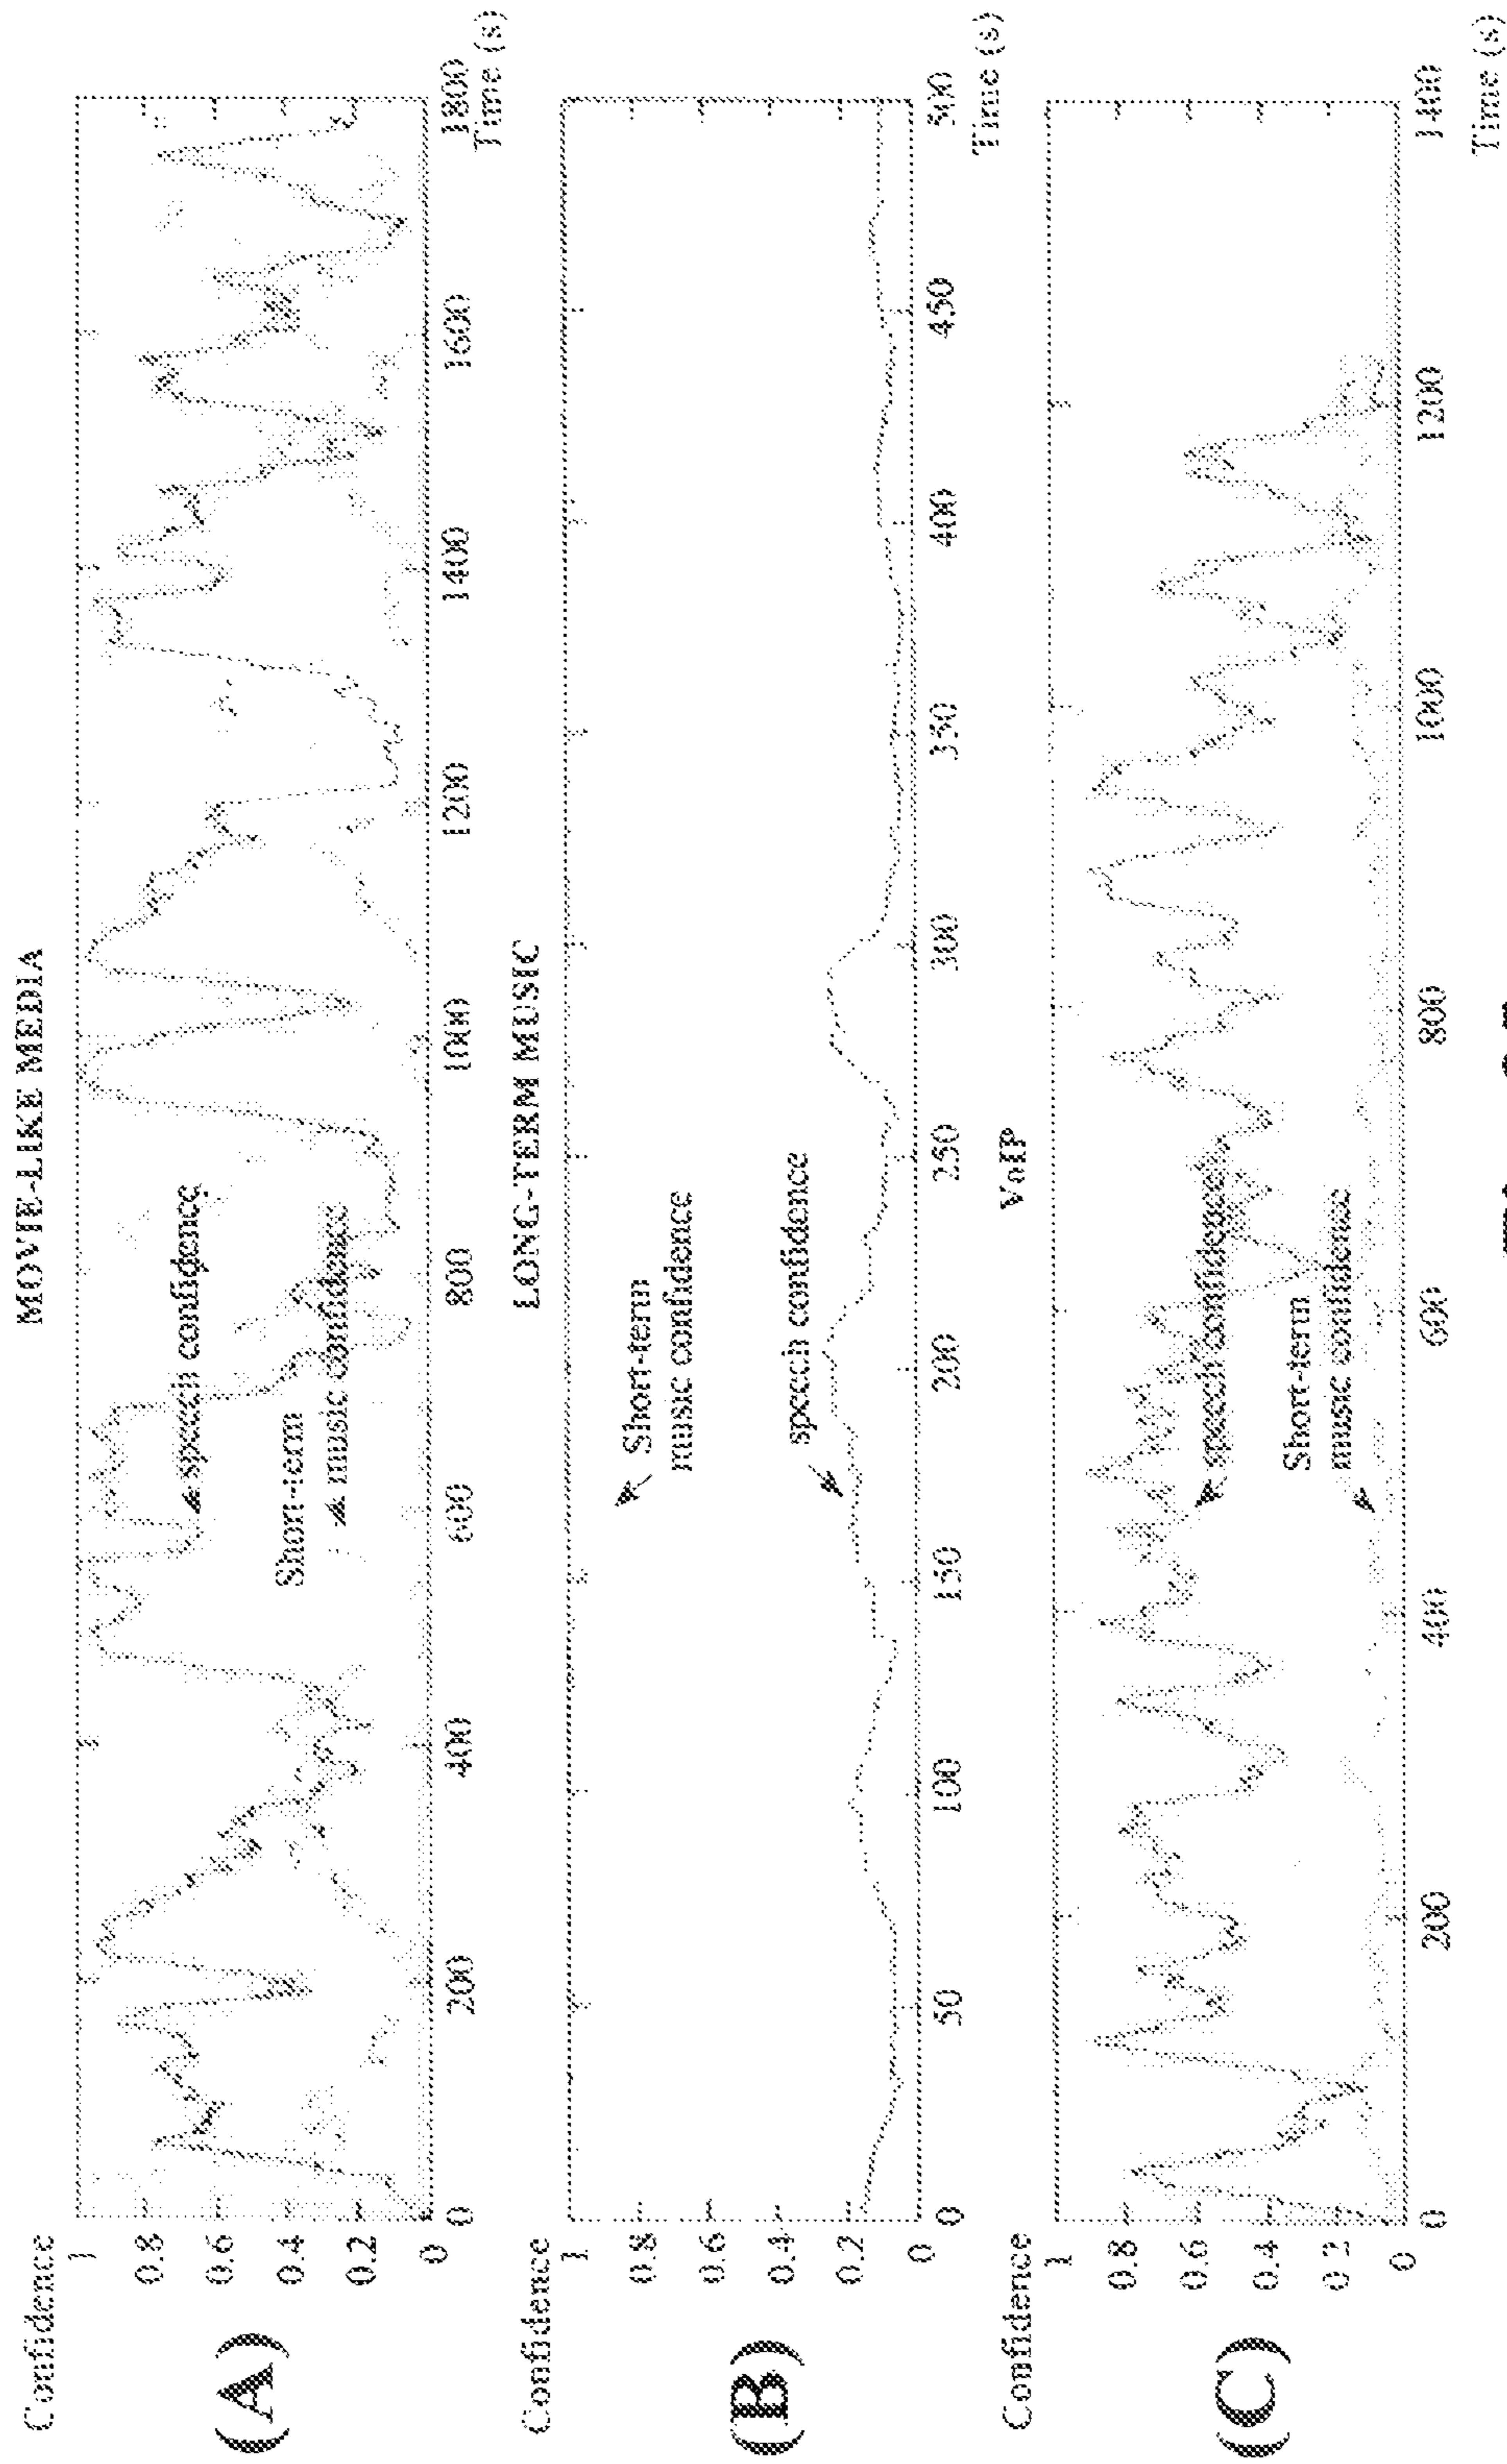 MOVIE-LIKE MEDIA
Confidence
(A)
1
0.8
0.6
0.4
0.2
0
speech confidence
Short-term
music confidence
0 200 400 600 800 1000 1200 1400 1600 1800
Time (s)
LONG-TERM MUSIC
Confidence
(B)
1
0.8
0.6
0.4
0.2
0
Short-term
music confidence
speech confidence
0 50 100 150 200 250 300 350 400 450 500
Time (s)
VoIP
Confidence
(C)
1
0.8
0.6
0.4
0.2
0
speech confidence
Short-term
music confidence
0 200 400 600 800 1000 1200 1400
Time (s)